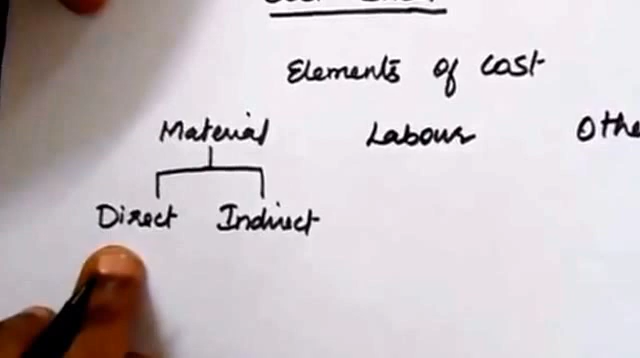 Elements of cost
Material Labour Othe
Direct Indirect